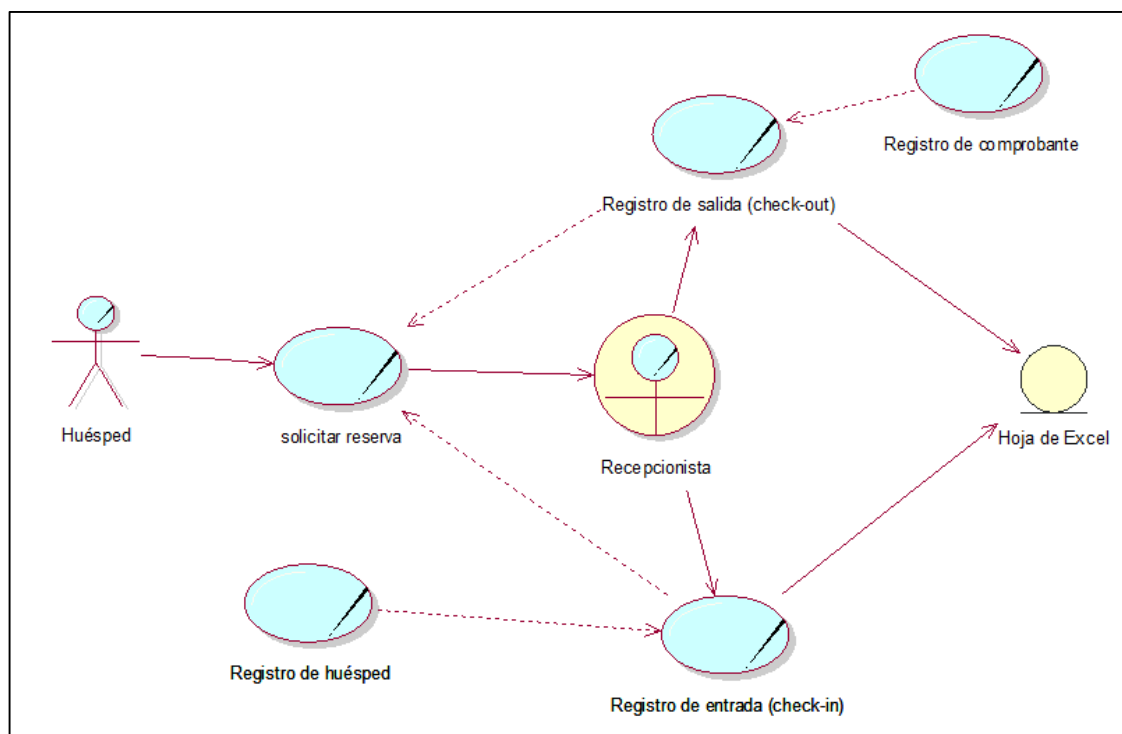 Registro de comprobante
Registro de salida (check-out)
Huésped
solicitar reserva
Recepcionista
Hoja de Excel
Registro de huésped
Registro de entrada (check-in)